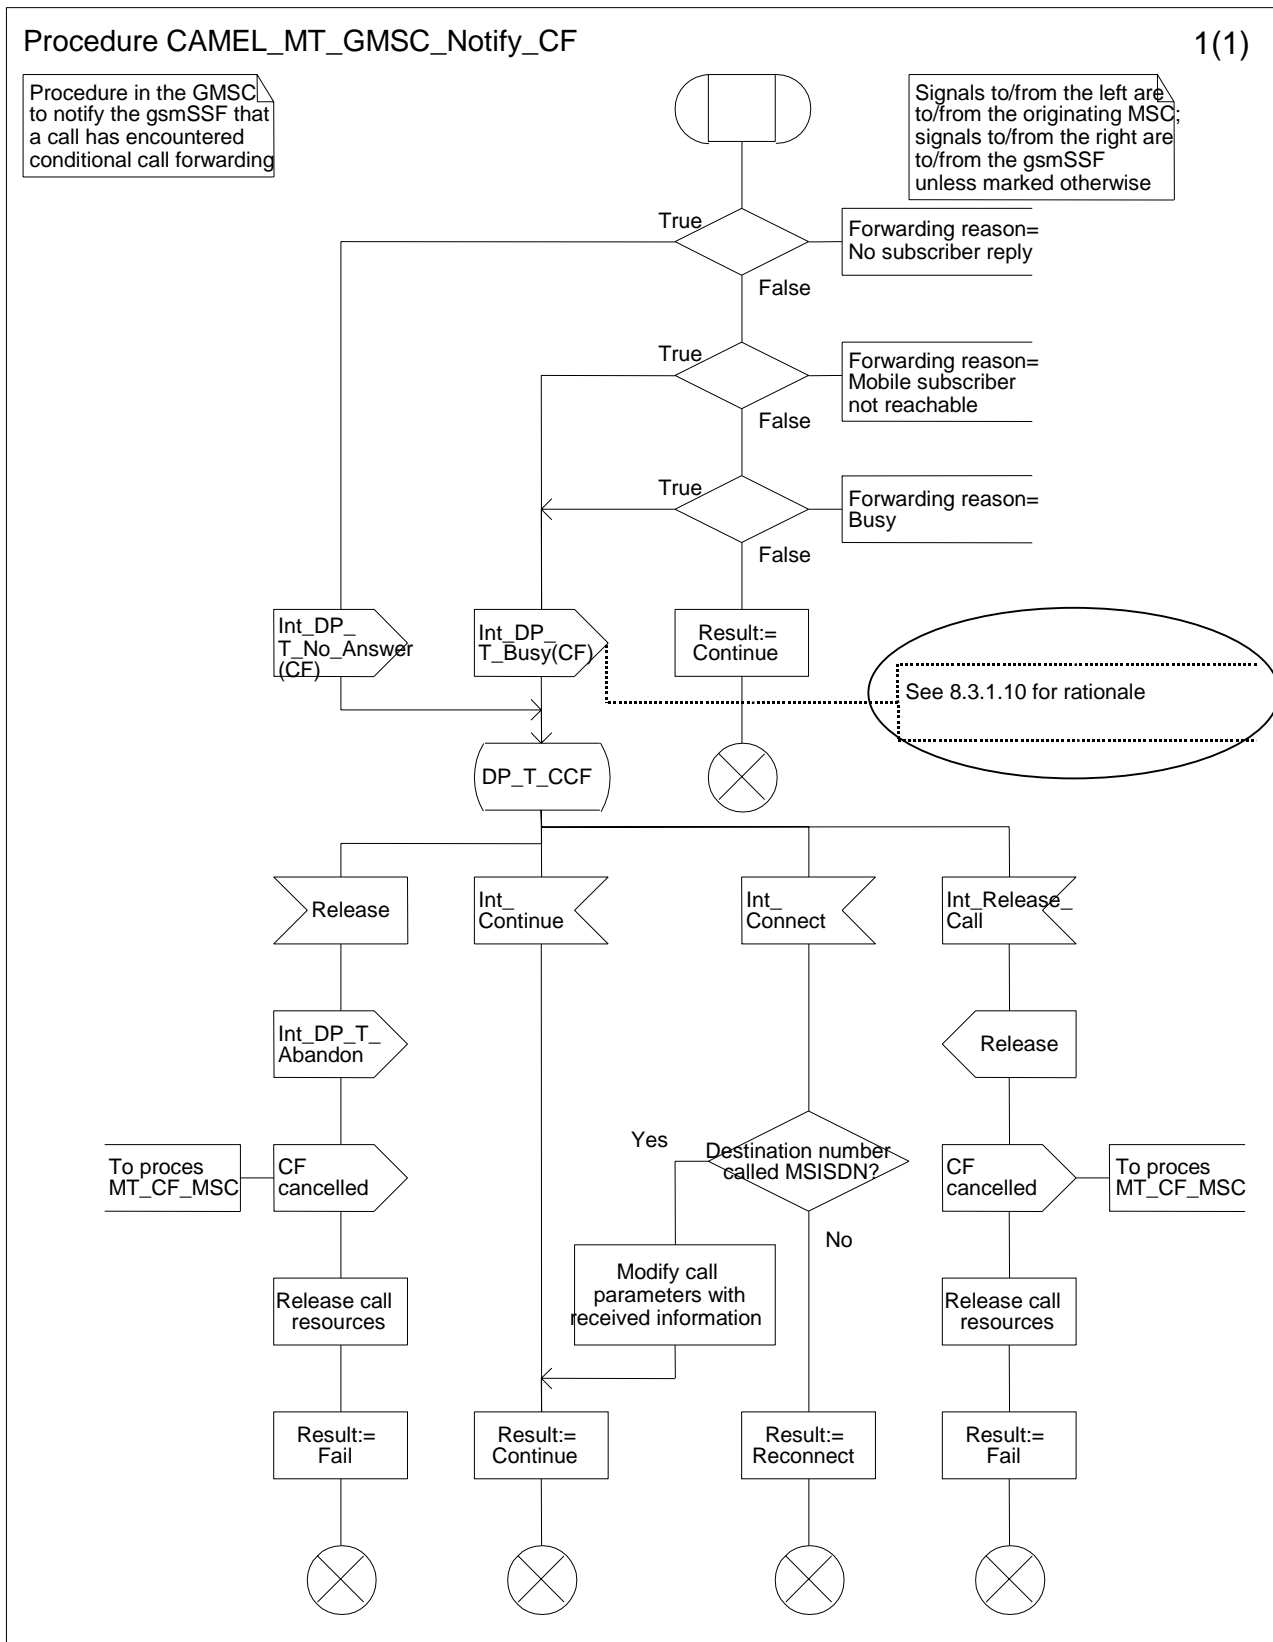 Procedure CAMEL_MT_GMSC_Notify_CF
1(1)
Procedure in the GMSC
to notify the gsmSSF that
a call has encountered
conditional call forwarding
Signals to/from the left are
to/from the originating MSC;
signals to/from the right are
to/from the gsmSSF
unless marked otherwise
True
Forwarding reason=
No subscriber reply
False
True
Forwarding reason=
Mobile subscriber
not reachable
False
True
Forwarding reason=
Busy
False
Int_DP_
T_No_Answer
(CF)
Int_DP_
T_Busy(CF)
Result:=
Continue
See 8.3.1.10 for rationale
DP_T_CCF
Release
Int_
Continue
Int_
Connect
Int_Release_
Call
Int_DP_T_
Abandon
Release
To proces
MT_CF_MSC
CF
cancelled
Yes
Destination number
called MSISDN?
No
CF
cancelled
To proces
MT_CF_MSC
Release call
resources
Modify call
parameters with
received information
Release call
resources
Result:=
Fail
Result:=
Continue
Result:=
Reconnect
Result:=
Fail